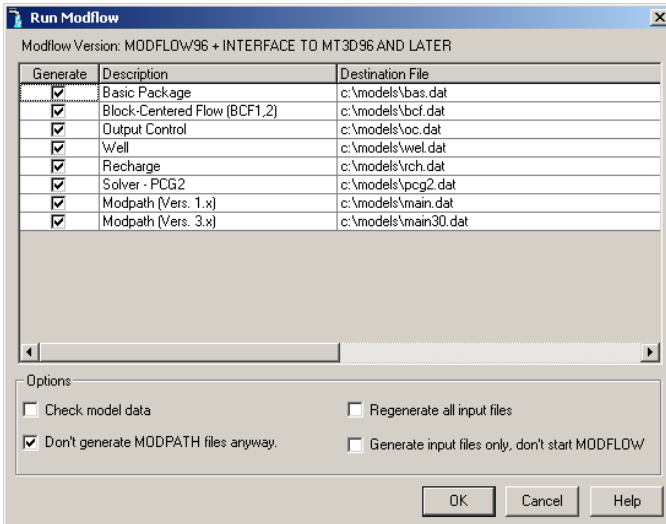 Run Modflow
Modflow Version: MODFLOW96 + INTERFACE TO MT3D96 AND LATER
Generate Description Destination File
Basic Package c:\models\bas.dat
Block-Centered Flow (BCF1,2) c:\models\bcf.dat
Output Control c:\models\oc.dat
Well c:\models\wel.dat
Recharge c:\models\rch.dat
Solver - PCG2 c:\models\pcg2.dat
Modpath (Vers. 1.x) c:\models\main.dat
Modpath (Vers. 3.x) c:\models\main30.dat
Options
Check model data Regenerate all input files
Don't generate MODPATH files anyway. Generate input files only, don't start MODFLOW
OK Cancel Help